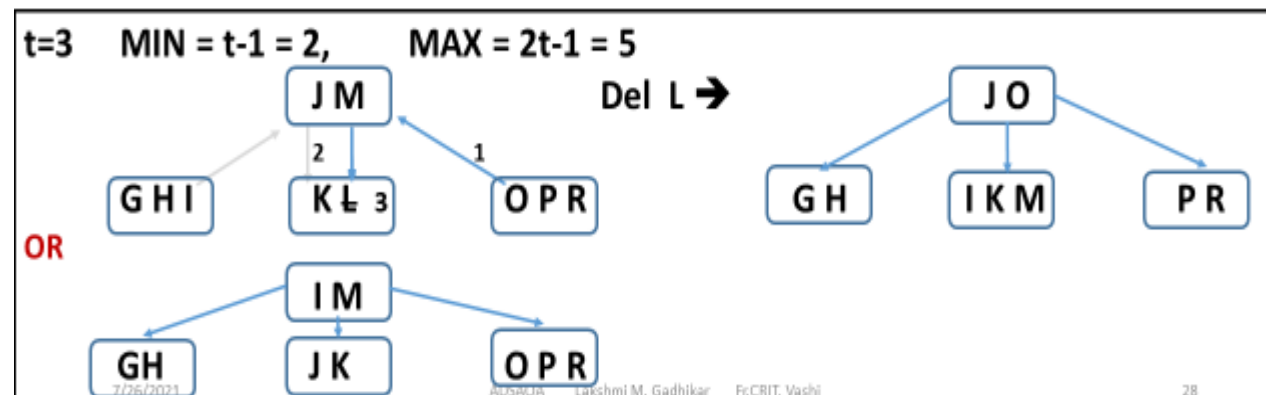 t=3 MIN = t-1 = 2, MAX = 2t-1 = 5
J M
Del L ➔
J O
2
1
G H I
K L 3
O P R
G H
I K M
P R
OR
I M
GH
J K
O P R
7/26/2021
Lakshmi M. Gadhikar
Fr.CRIT, Vashi
28